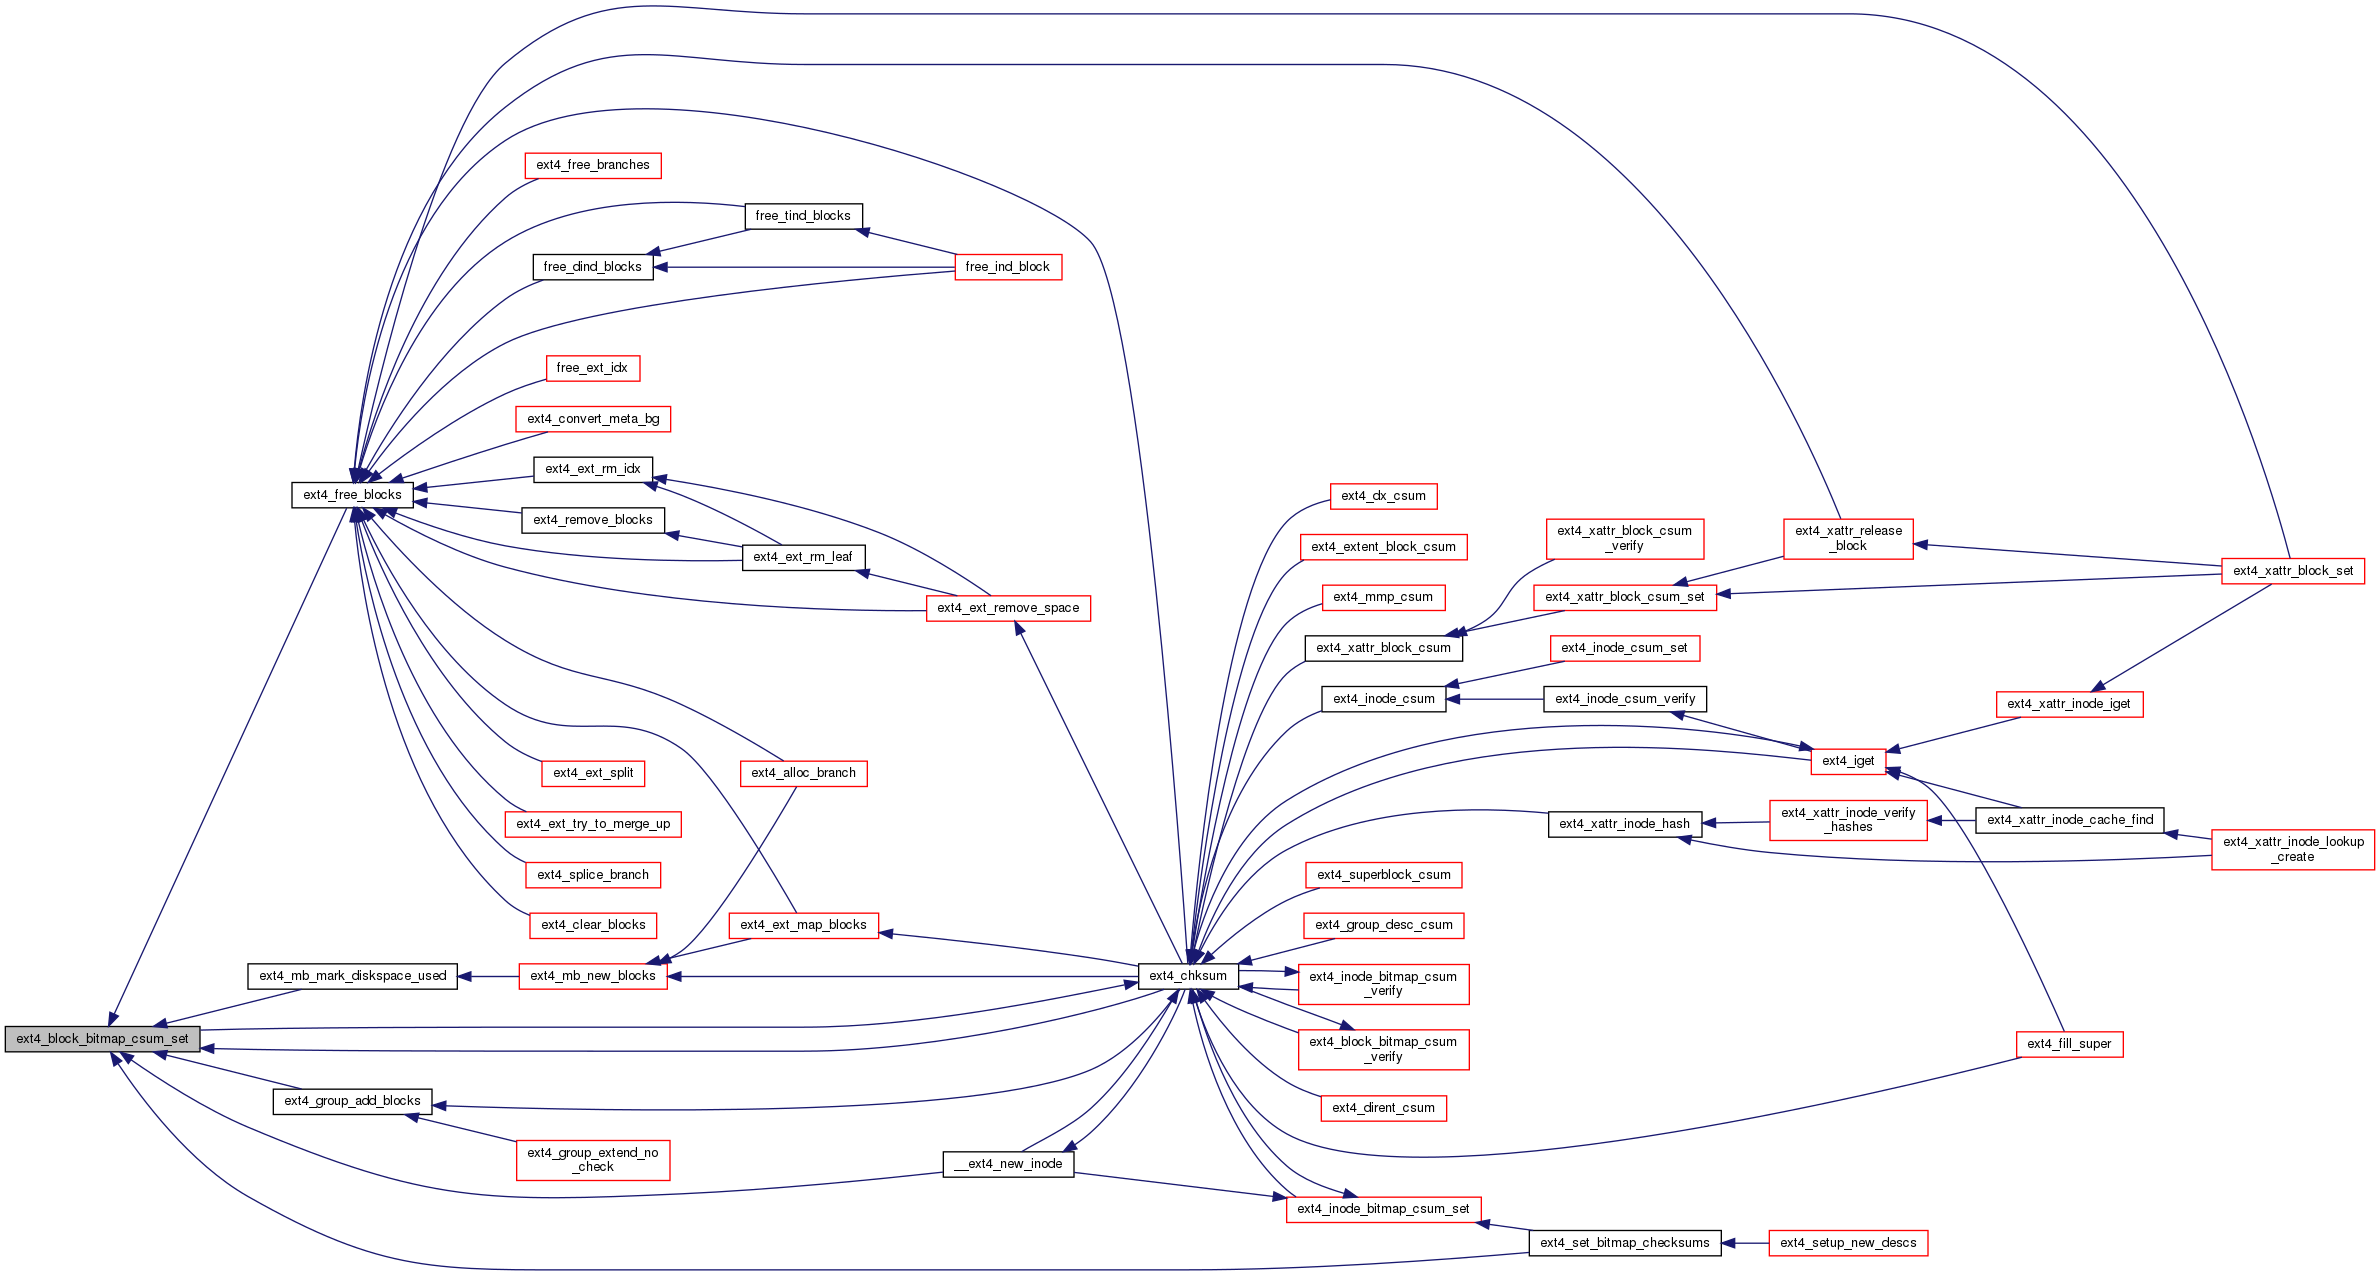 ext4_free_branches
free_tind_blocks
free_dind_blocks
free_ind_block
free_ext_idx
ext4_convert_meta_bg
ext4_ext_rm_idx
ext4_free_blocks
ext4_remove_blocks
ext4_ext_rm_leaf
ext4_ext_remove_space
ext4_dx_csum
ext4_extent_block_csum
ext4_xattr_block_csum
_verify
ext4_xattr_release
_block
ext4_xattr_block_set
ext4_mmp_csum
ext4_xattr_block_csum_set
ext4_xattr_block_csum
ext4_inode_csum_set
ext4_inode_csum
ext4_inode_csum_verify
ext4_xattr_inode_iget
ext4_iget
ext4_ext_split
ext4_alloc_branch
ext4_ext_try_to_merge_up
ext4_xattr_inode_hash
ext4_xattr_inode_verify
_hashes
ext4_xattr_inode_cache_find
ext4_xattr_inode_lookup
_create
ext4_splice_branch
ext4_superblock_csum
ext4_clear_blocks
ext4_ext_map_blocks
ext4_group_desc_csum
ext4_mb_mark_diskspace_used
ext4_mb_new_blocks
ext4_chksum
ext4_inode_bitmap_csum
_verify
ext4_block_bitmap_csum_set
ext4_block_bitmap_csum
_verify
ext4_fill_super
ext4_group_add_blocks
ext4_dirent_csum
ext4_group_extend_no
_check
__ext4_new_inode
ext4_inode_bitmap_csum_set
ext4_set_bitmap_checksums
ext4_setup_new_descs